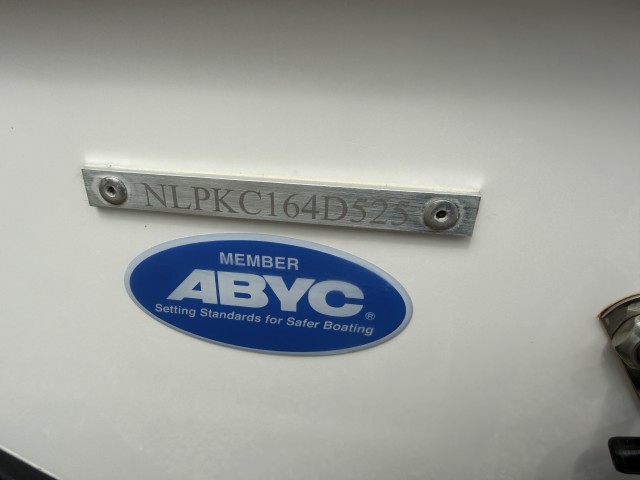 NLPKC164D525
MEMBER
ABYC®
Setting Standards for Safer Boating